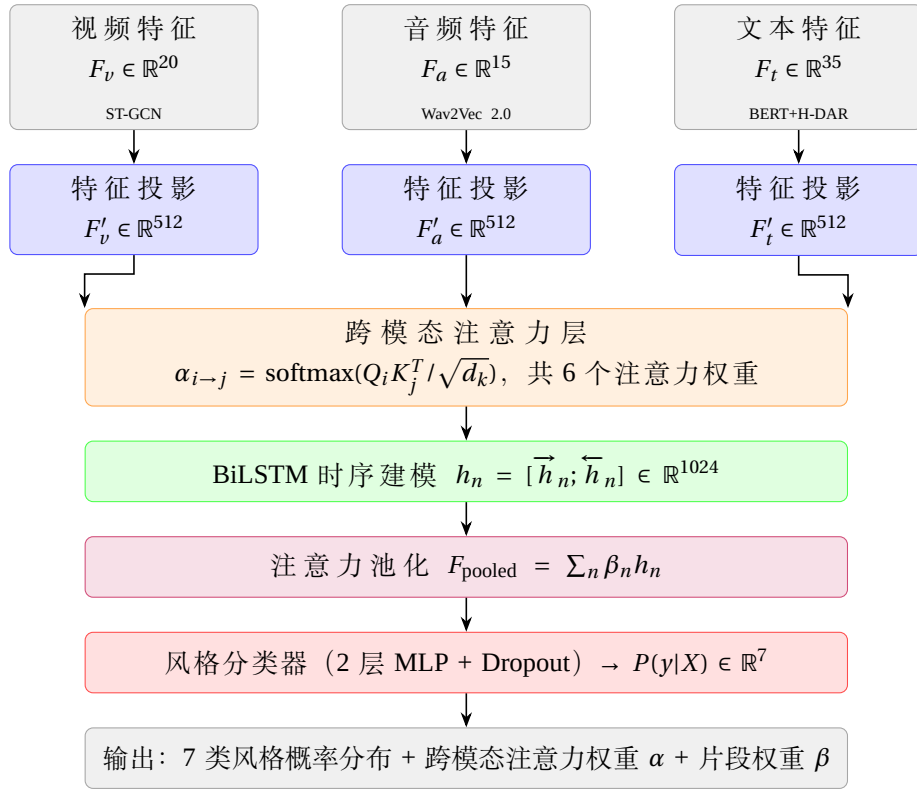 视频特征
F_v ∈ ℝ^20
ST-GCN
音频特征
F_a ∈ ℝ^15
Wav2Vec 2.0
文本特征
F_t ∈ ℝ^35
BERT+H-DAR
特征投影
F'_v ∈ ℝ^512
特征投影
F'_a ∈ ℝ^512
特征投影
F'_t ∈ ℝ^512
跨模态注意力层
α_{i→j} = softmax(Q_i K_j^T / √d_k)，共 6 个注意力权重
BiLSTM 时序建模 h_n = [→h_n; ←h_n] ∈ ℝ^1024
注意力池化 F_pooled = ∑_n β_n h_n
风格分类器（2 层 MLP + Dropout）→ P(y|X) ∈ ℝ^7
输出：7 类风格概率分布 + 跨模态注意力权重 α + 片段权重 β